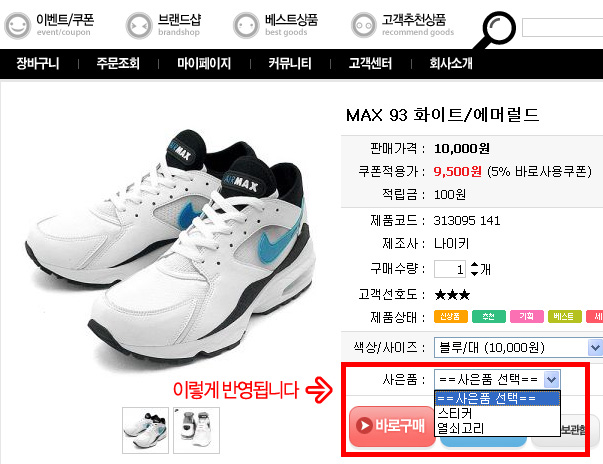 이벤트/쿠폰
event/coupon
브랜드샵
brandshop
베스트상품
best goods
고객추천상품
recommend goods
장바구니
주문조회
마이페이지
커뮤니티
고객센터
회사소개
AIRMAX
AIRMAX
MAX 93 화이트/에머럴드
판매가격 : 10,000원
쿠폰적용가 : 9,500원 (5% 바로사용쿠폰)
적립금 : 100원
제품코드 : 313095 141
제조사 : 나이키
구매수량 : 1 개
고객선호도 : ★★★
제품상태 : 신상품 추천 기획 베스트 세
색상/사이즈 : 블루/대 (10,000원)
사은품 : ==사은품 선택==
==사은품 선택==
스티커
열쇠고리
이렇게 반영됩니다
바로구매
보관함